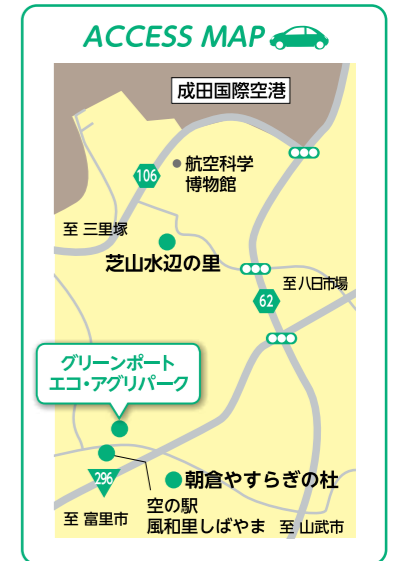 ACCESS MAP
成田国際空港
航空科学
博物館
106
至 三里塚
芝山水辺の里
至 八日市場
62
グリーンポート
エコ・アグリパーク
296
朝倉やすらぎの杜
空の駅
風和里しばやま
至 富里市
至 山武市